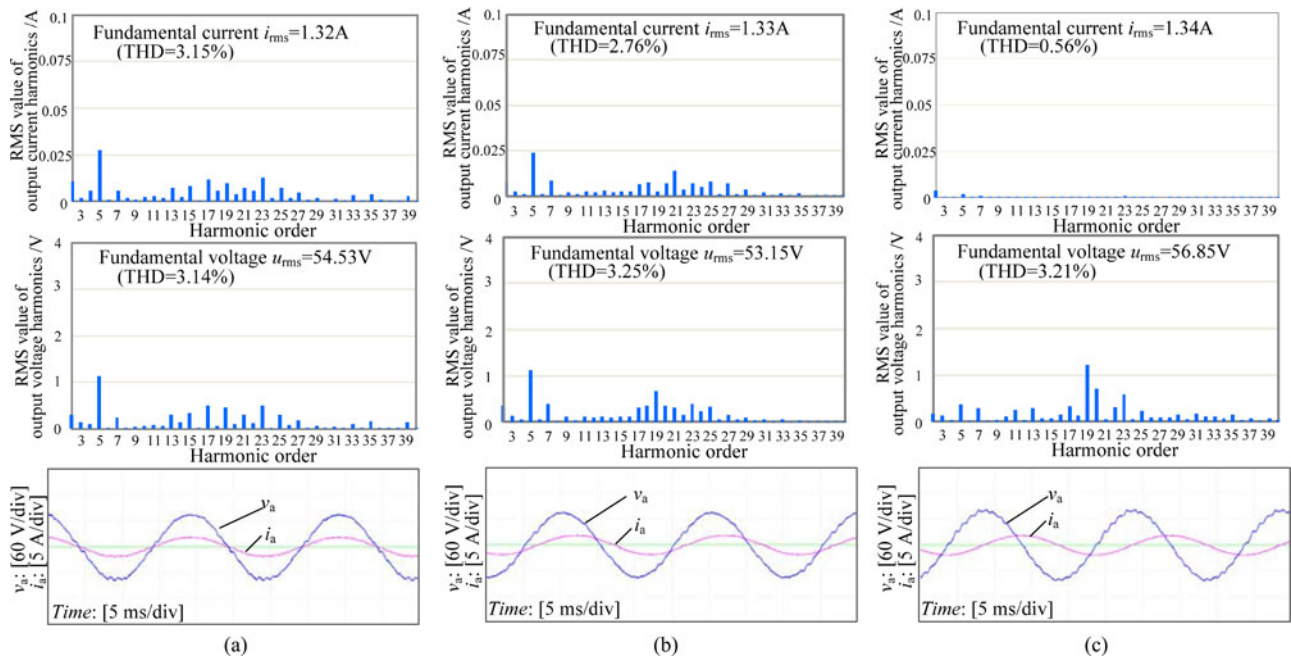 RMS value of
output current harmonics /A
0.1
0.075
0.05
0.025
0
Fundamental current irms=1.32A
(THD=3.15%)
3 5 7 9 11 13 15 17 19 21 23 25 27 29 31 33 35 37 39
Harmonic order
RMS value of
output current harmonics /A
0.1
0.075
0.05
0.025
0
Fundamental current irms=1.33A
(THD=2.76%)
3 5 7 9 11 13 15 17 19 21 23 25 27 29 31 33 35 37 39
Harmonic order
RMS value of
output current harmonics /A
0.1
0.075
0.05
0.025
0
Fundamental current irms=1.34A
(THD=0.56%)
3 5 7 9 11 13 15 17 19 21 23 25 27 29 31 33 35 37 39
Harmonic order
RMS value of
output voltage harmonics /V
4
3
2
1
0
Fundamental voltage urms=54.53V
(THD=3.14%)
3 5 7 9 11 13 15 17 19 21 23 25 27 29 31 33 35 37 39
Harmonic order
RMS value of
output voltage harmonics /V
4
3
2
1
0
Fundamental voltage urms=53.15V
(THD=3.25%)
3 5 7 9 11 13 15 17 19 21 23 25 27 29 31 33 35 37 39
Harmonic order
RMS value of
output voltage harmonics /V
4
3
2
1
0
Fundamental voltage urms=56.85V
(THD=3.21%)
3 5 7 9 11 13 15 17 19 21 23 25 27 29 31 33 35 37 39
Harmonic order
va: [60 V/div]
ia: [5 A/div]
va
ia
Time: [5 ms/div]
(a)
va: [60 V/div]
ia: [5 A/div]
va
ia
Time: [5 ms/div]
(b)
va: [60 V/div]
ia: [5 A/div]
va
ia
Time: [5 ms/div]
(c)